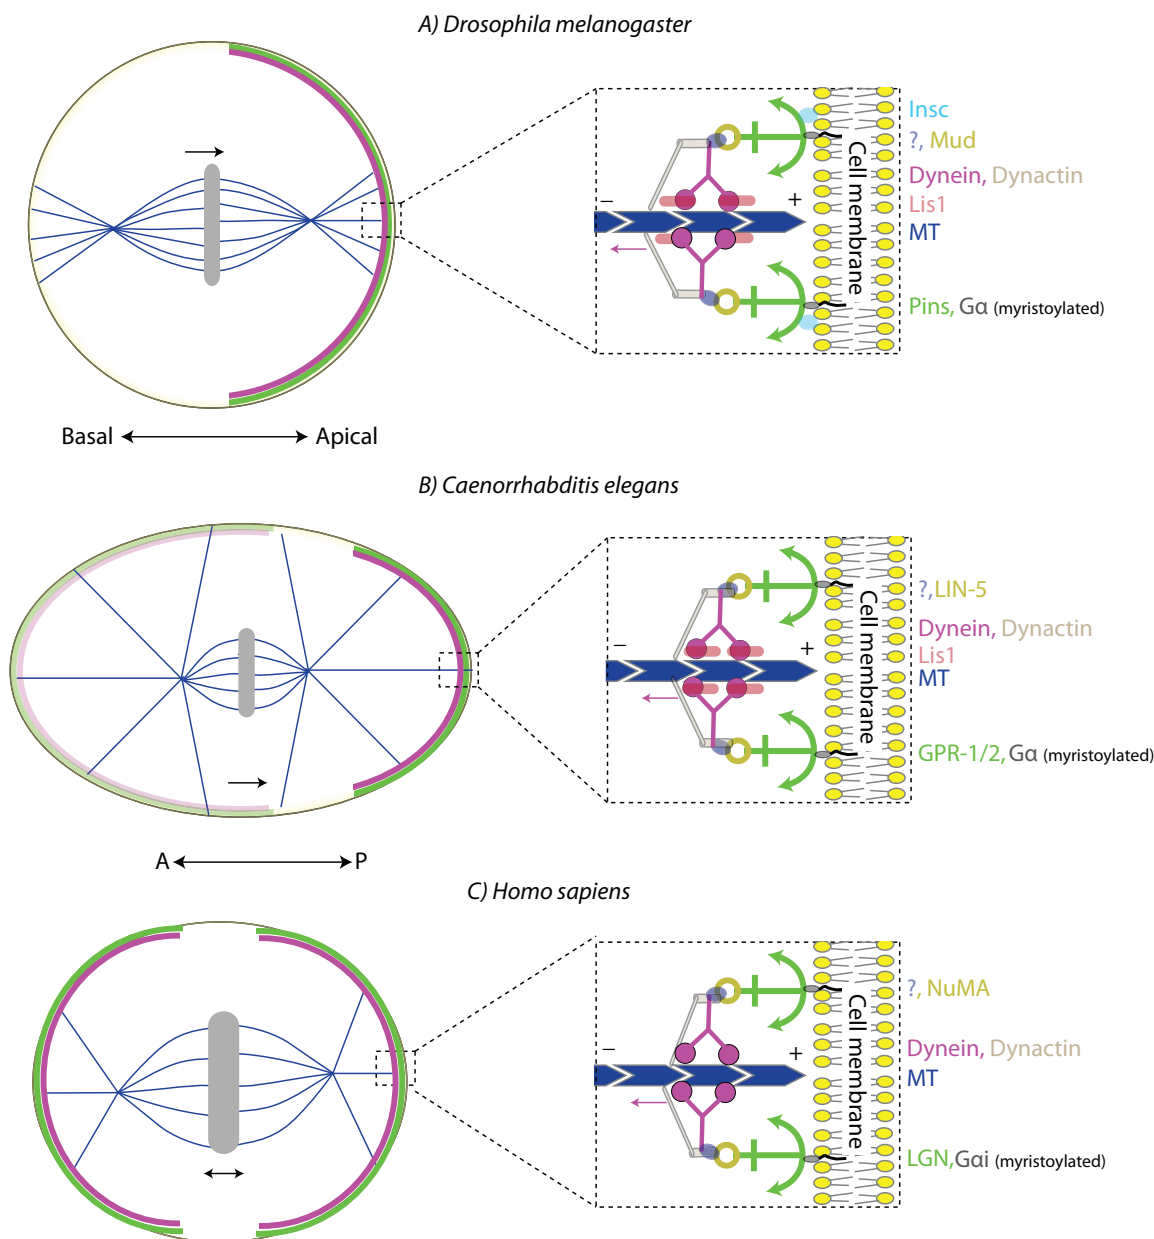 A) Drosophila melanogaster
Insc
?, Mud
Dynein, Dynactin
Lis1
MT
Pins, Gα (myristoylated)
− +
Cell membrane
Basal Apical
B) Caenorrhabditis elegans
?,LIN-5
Dynein, Dynactin
Lis1
MT
GPR-1/2, Gα (myristoylated)
− +
Cell membrane
A P
C) Homo sapiens
?, NuMA
Dynein, Dynactin
MT
LGN,Gαi (myristoylated)
− +
Cell membrane